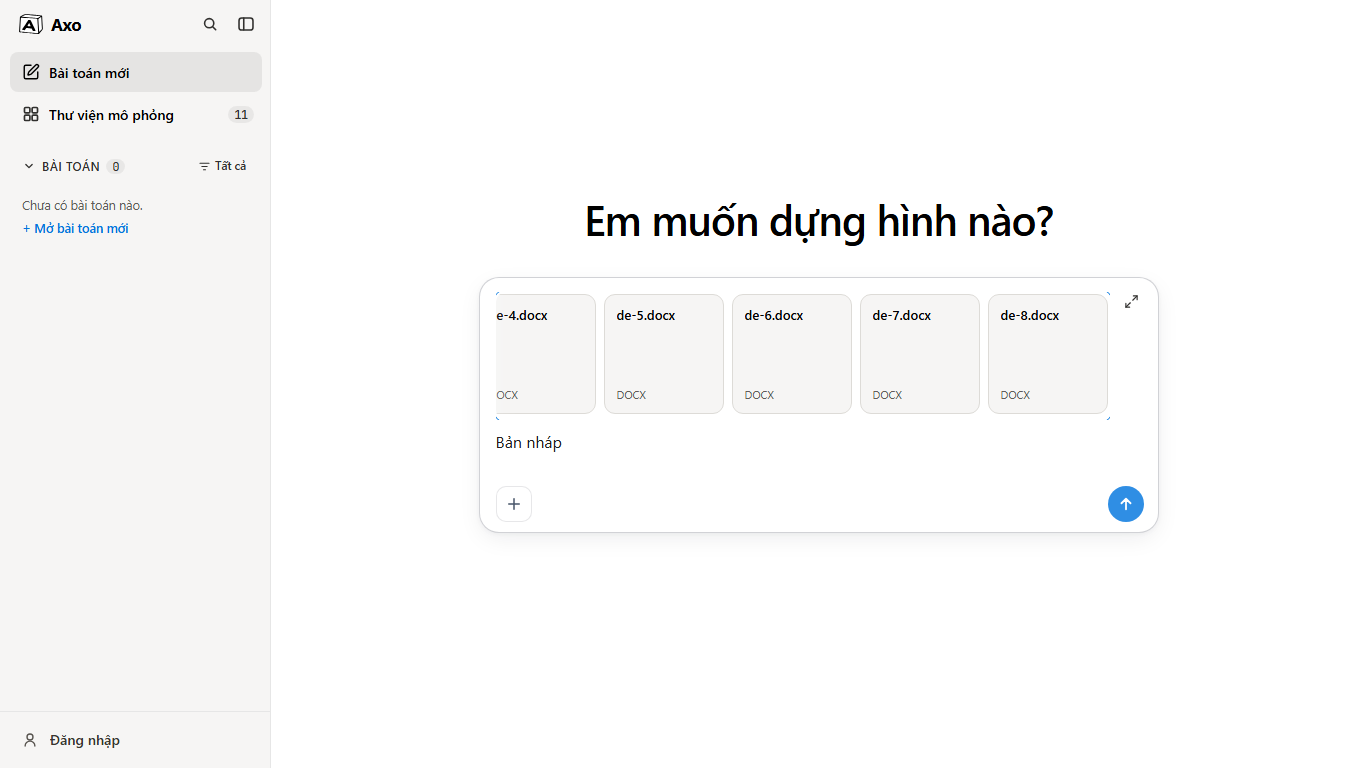 Axo
Bài toán mới
Thư viện mô phỏng 11
BÀI TOÁN 0 Tất cả
Chưa có bài toán nào.
+ Mở bài toán mới
Đăng nhập
Em muốn dựng hình nào?
e-4.docx de-5.docx de-6.docx de-7.docx de-8.docx
OCX DOCX DOCX DOCX DOCX
Bản nháp